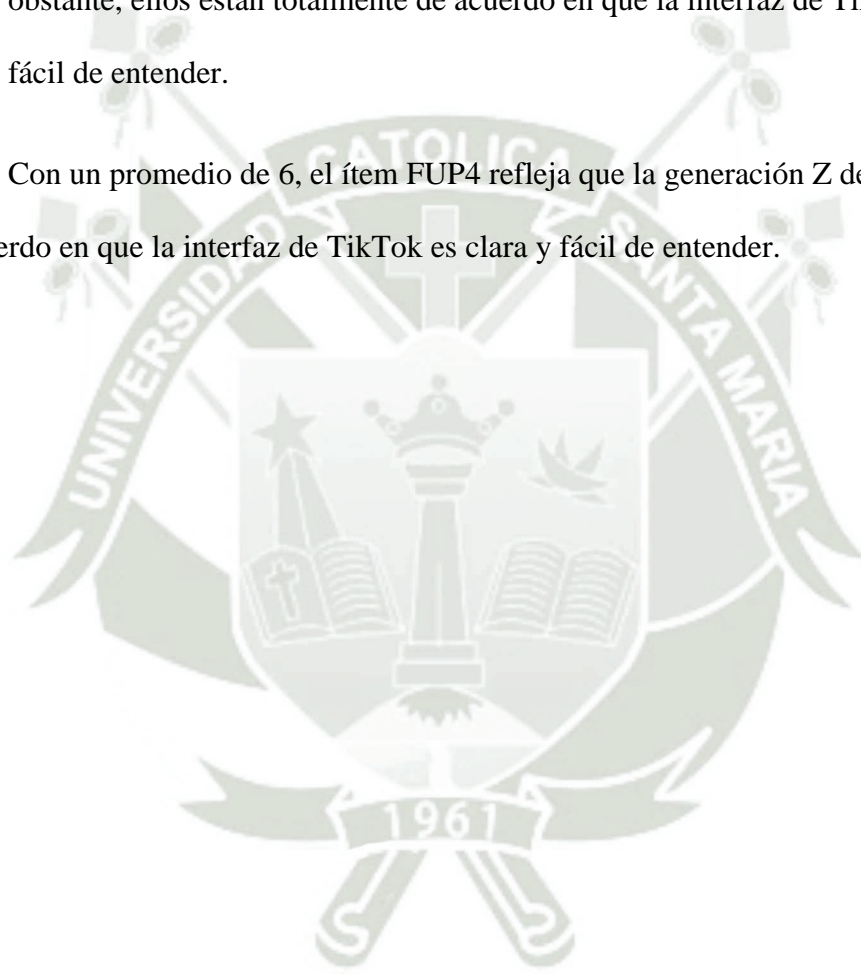 obstante, ellos están totalmente de acuerdo en que la interfaz de
fácil de entender.
Con un promedio de 6, el ítem FUP4 refleja que la generación Z
erdo en que la interfaz de TikTok es clara y fácil de entender.
UNIVERSIDAD CATOLICA SANTA MARIA
1961